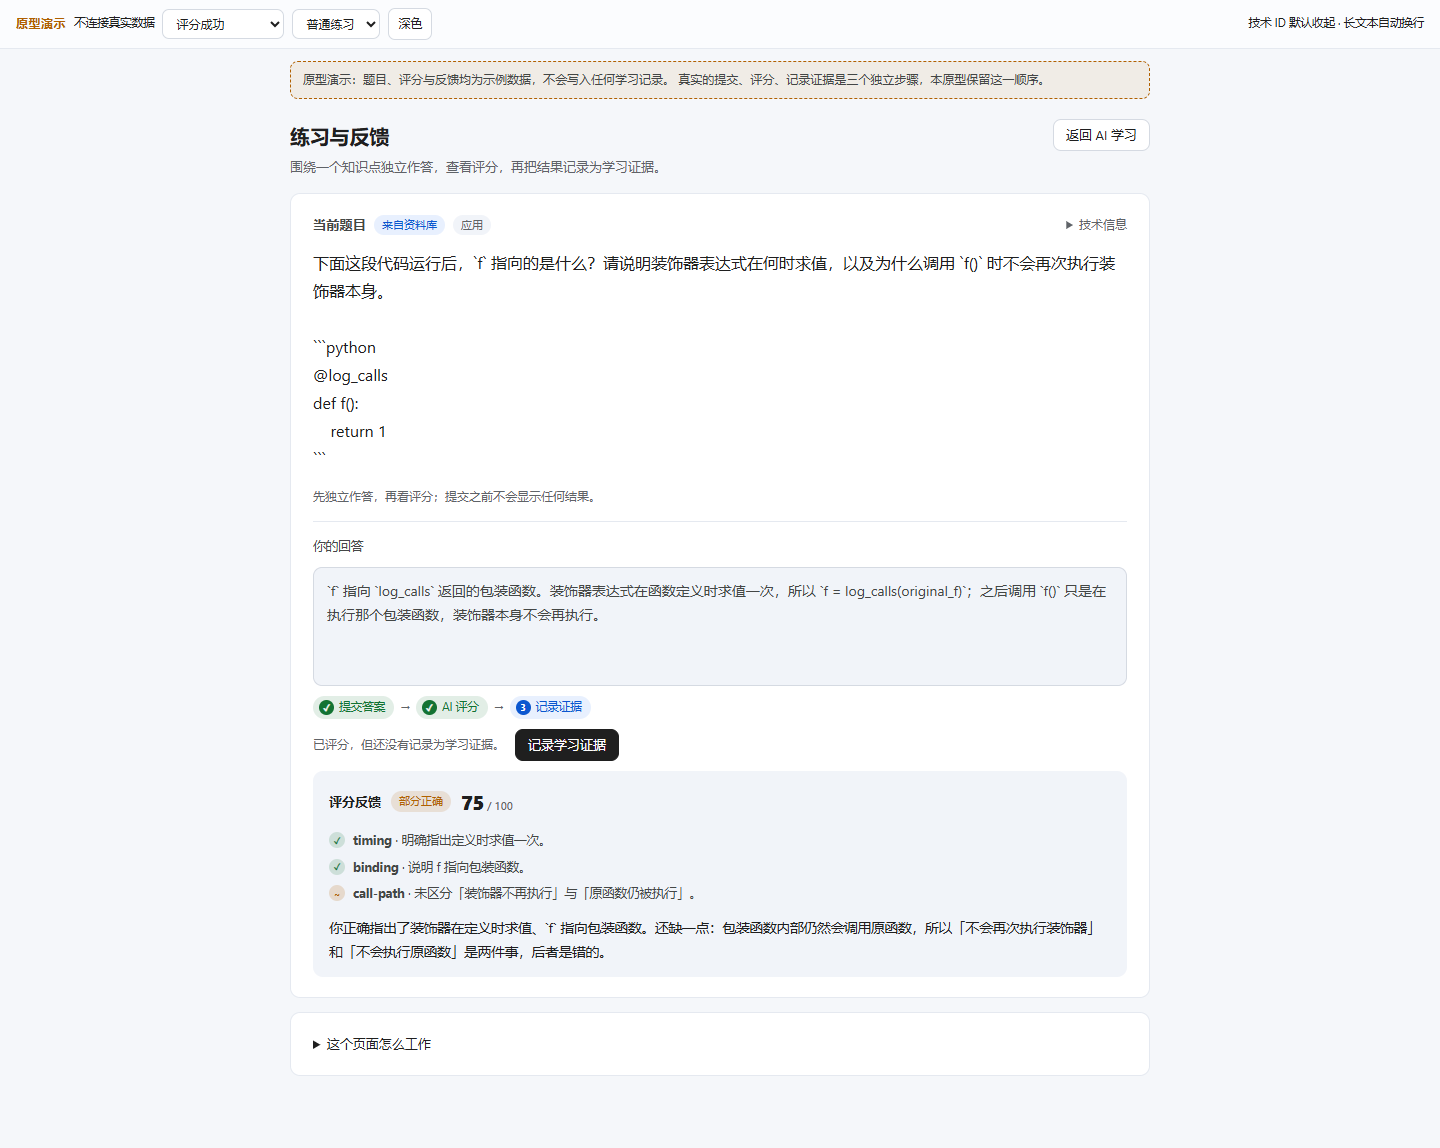 原型演示 不连接真实数据 评分成功 普通练习 深色 技术 ID 默认收起 · 长文本自动换行
原型演示：题目、评分与反馈均为示例数据，不会写入任何学习记录。 真实的提交、评分、记录证据是三个独立步骤，本原型保留这一顺序。
练习与反馈 返回 AI 学习
围绕一个知识点独立作答，查看评分，再把结果记录为学习证据。
当前题目 来自资料库 应用 ▶ 技术信息
下面这段代码运行后，`f` 指向的是什么？请说明装饰器表达式在何时求值，以及为什么调用 `f()` 时不会再次执行装
饰器本身。
```python
@log_calls
def f():
    return 1
```
先独立作答，再看评分；提交之前不会显示任何结果。
你的回答
`f` 指向 `log_calls` 返回的包装函数。装饰器表达式在函数定义时求值一次，所以 `f = log_calls(original_f)`；之后调用 `f()` 只是在
执行那个包装函数，装饰器本身不会再执行。
✓ 提交答案 → ✓ AI 评分 → 3 记录证据
已评分，但还没有记录为学习证据。 记录学习证据
评分反馈 部分正确 75 / 100
✓ timing · 明确指出定义时求值一次。
✓ binding · 说明 f 指向包装函数。
~ call-path · 未区分「装饰器不再执行」与「原函数仍被执行」。
你正确指出了装饰器在定义时求值、`f` 指向包装函数。还缺一点：包装函数内部仍然会调用原函数，所以「不会再次执行装饰器」
和「不会执行原函数」是两件事，后者是错的。
▶ 这个页面怎么工作